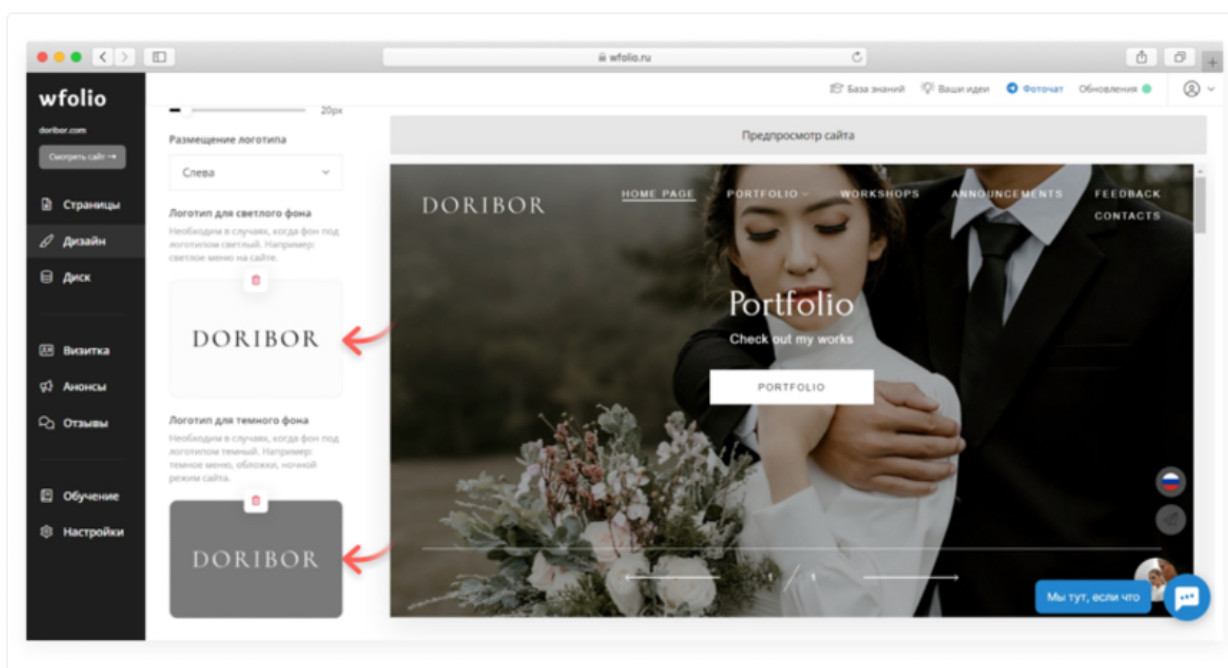 wfolio.ru
wfolio
doribor.com
Смотреть сайт →
Страницы
Дизайн
Диск
Визитка
Анонсы
Отзывы
Обучение
Настройки
База знаний
Ваши идеи
Фоточат
Обновления
20px
Размещение логотипа
Слева
Логотип для светлого фона
Необходим в случаях, когда фон под
логотипом светлый. Например:
светлое меню на сайте.
DORIBOR
Логотип для темного фона
Необходим в случаях, когда фон под
логотипом темный. Например:
темное меню, обложки, ночной
режим сайта.
DORIBOR
Предпросмотр сайта
DORIBOR
HOME PAGE
PORTFOLIO
WORKSHOPS
ANNOUNCEMENTS
FEEDBACK
CONTACTS
Portfolio
Check out my works
PORTFOLIO
1 / 1
Мы тут, если что